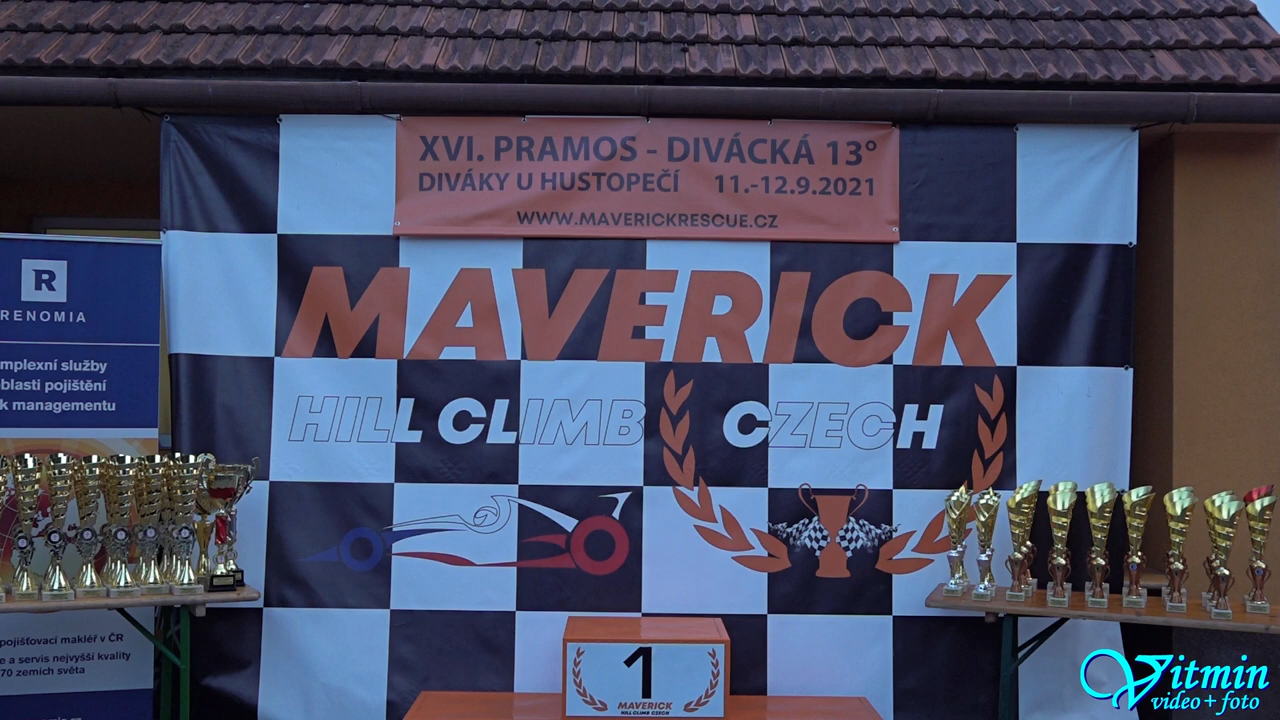 XVI. PRAMOS - DIVÁCKÁ 13°
DIVÁKY U HUSTOPEČÍ 11.-12.9.2021
WWW.MAVERICKRESCUE.CZ
MAVERICK
HILL CLIMB CZECH
R
RENOMIA
mplexní služby
blasti pojištění
k managementu
pojišťovací makléř v ČR
e a servis nejvyšší kvality
70 zemích světa
1
MAVERICK
HILL CLIMB CZECH
Vitmin
video+foto